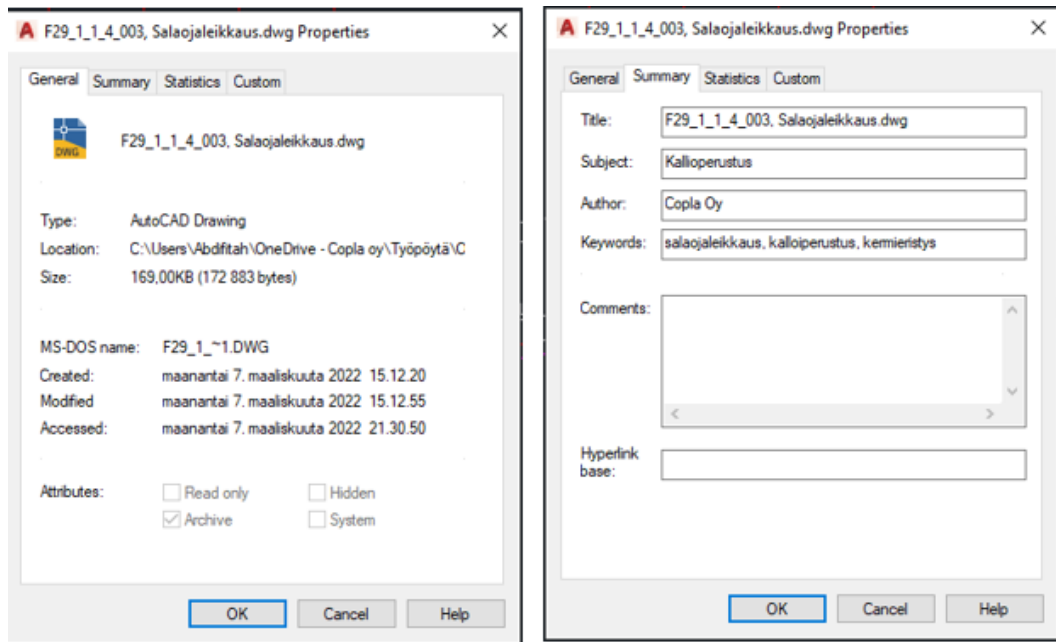 F29_1_1_4_003, Salaojaleikkaus.dwg Properties
General Summary Statistics Custom
DWG
F29_1_1_4_003, Salaojaleikkaus.dwg
Type: AutoCAD Drawing
Location: C:\Users\Abdifitah\OneDrive - Copla oy\Työpöytä\C
Size: 169,00KB (172 883 bytes)
MS-DOS name: F29_1_~1.DWG
Created: maanantai 7. maaliskuuta 2022 15.12.20
Modified maanantai 7. maaliskuuta 2022 15.12.55
Accessed: maanantai 7. maaliskuuta 2022 21.30.50
Attributes: Read only Hidden
Archive System
OK Cancel Help
F29_1_1_4_003, Salaojaleikkaus.dwg Properties
General Summary Statistics Custom
Title: F29_1_1_4_003, Salaojaleikkaus.dwg
Subject: Kallioperustus
Author: Copla Oy
Keywords: salaojaleikkaus, kalloiperustus, kermieristys
Comments:
Hyperlink
base:
OK Cancel Help